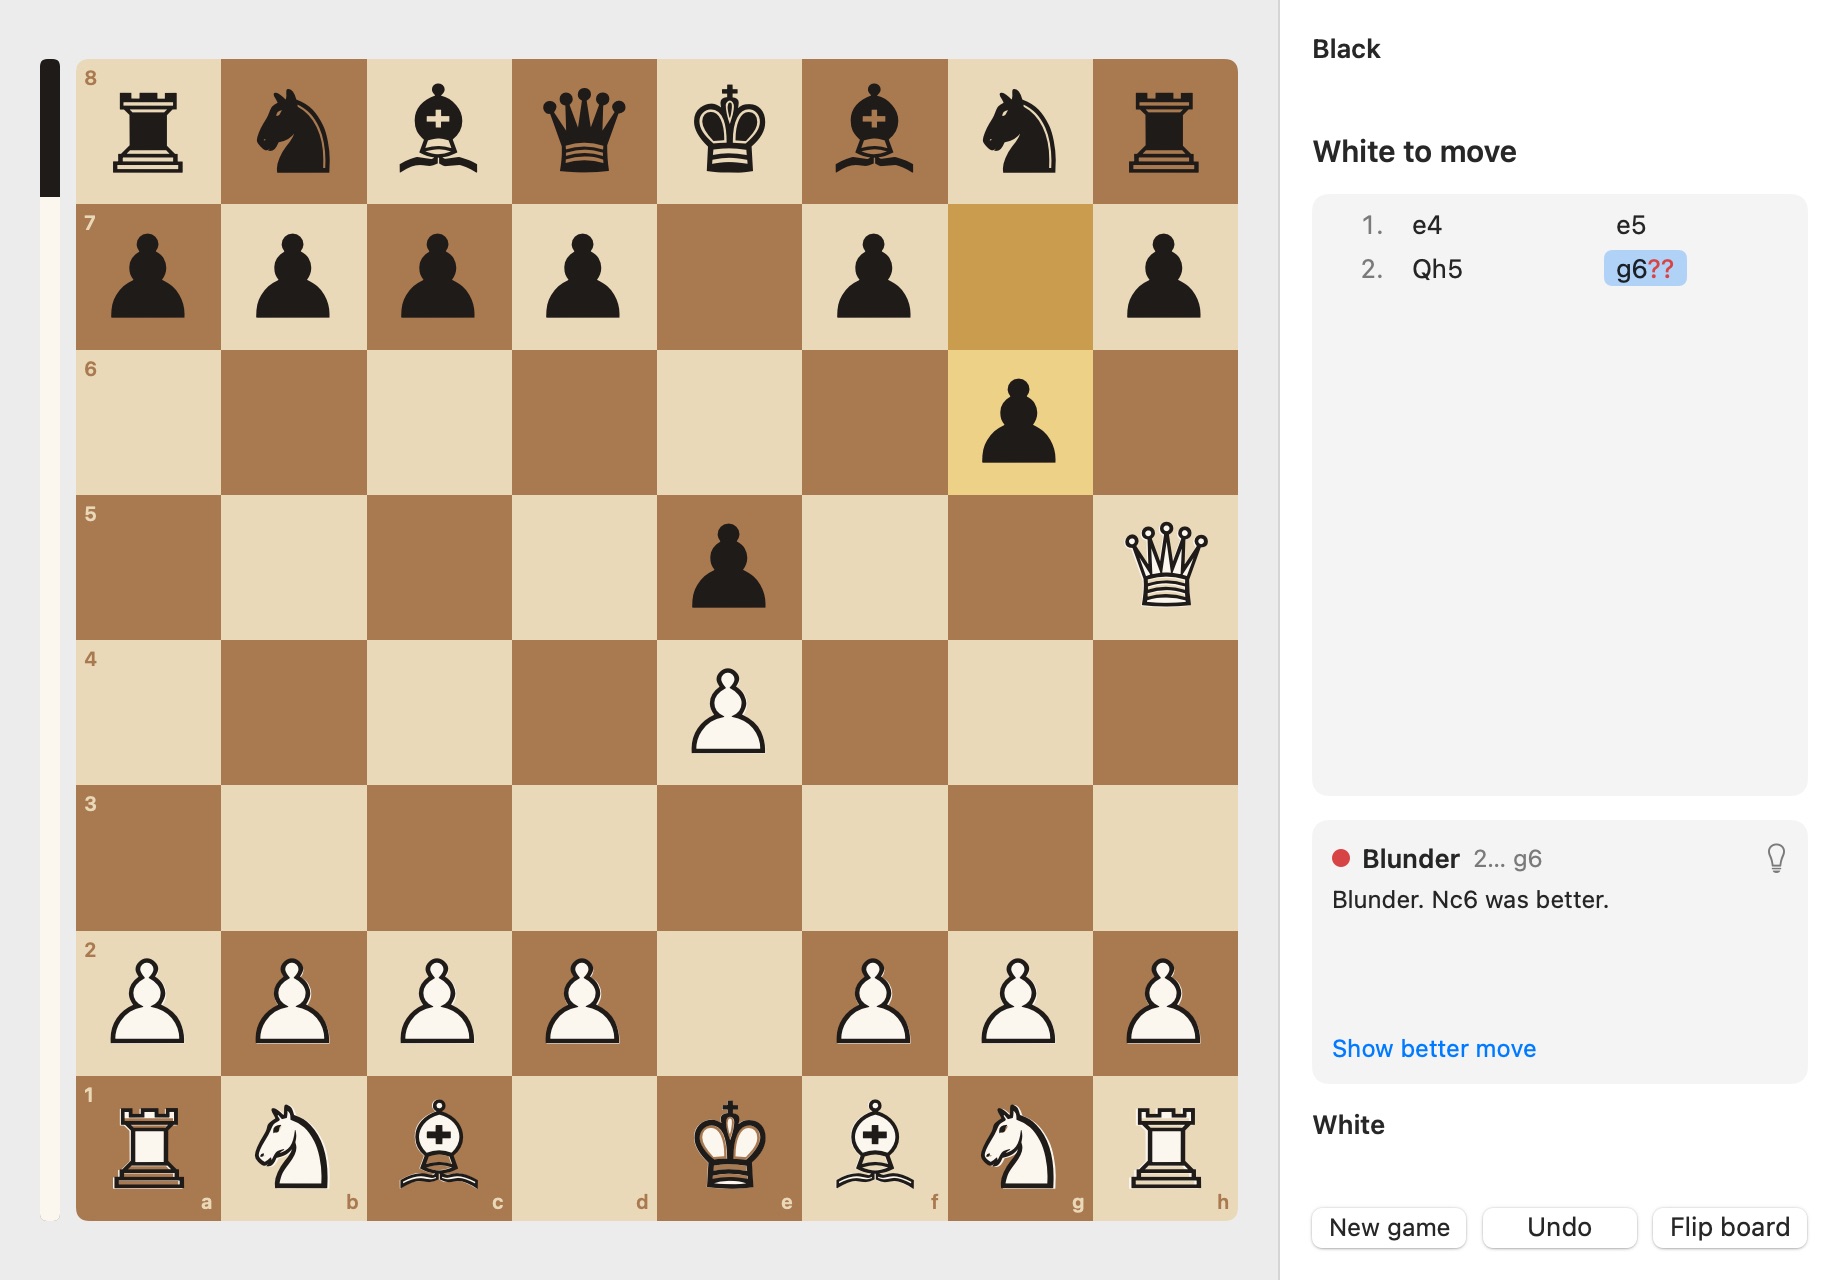 8
7
6
5
4
3
2
1
a b c d e f g h
Black
White to move
1. e4 e5
2. Qh5 g6??
Blunder 2... g6
Blunder. Nc6 was better.
Show better move
White
New game Undo Flip board